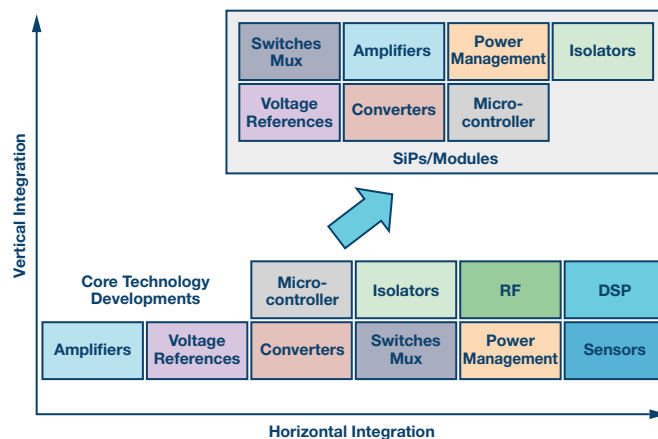 Switches
Mux
Amplifiers
Power
Management
Isolators
Voltage
References
Converters
Micro-
controller
SiPs/Modules
Vertical Integration
Core Technology
Developments
Micro-
controller
Isolators
RF
DSP
Amplifiers
Voltage
References
Converters
Switches
Mux
Power
Management
Sensors
Horizontal Integration